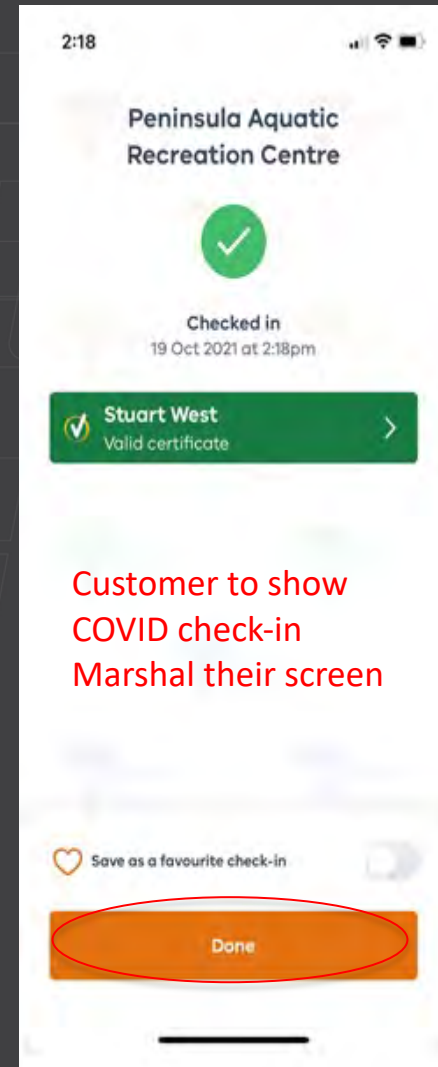 2:18
Peninsula Aquatic
Recreation Centre
Checked in
19 Oct 2021 at 2:18pm
Stuart West
Valid certificate
Customer to show
COVID check-in
Marshal their screen
Save as a favourite check-in
Done